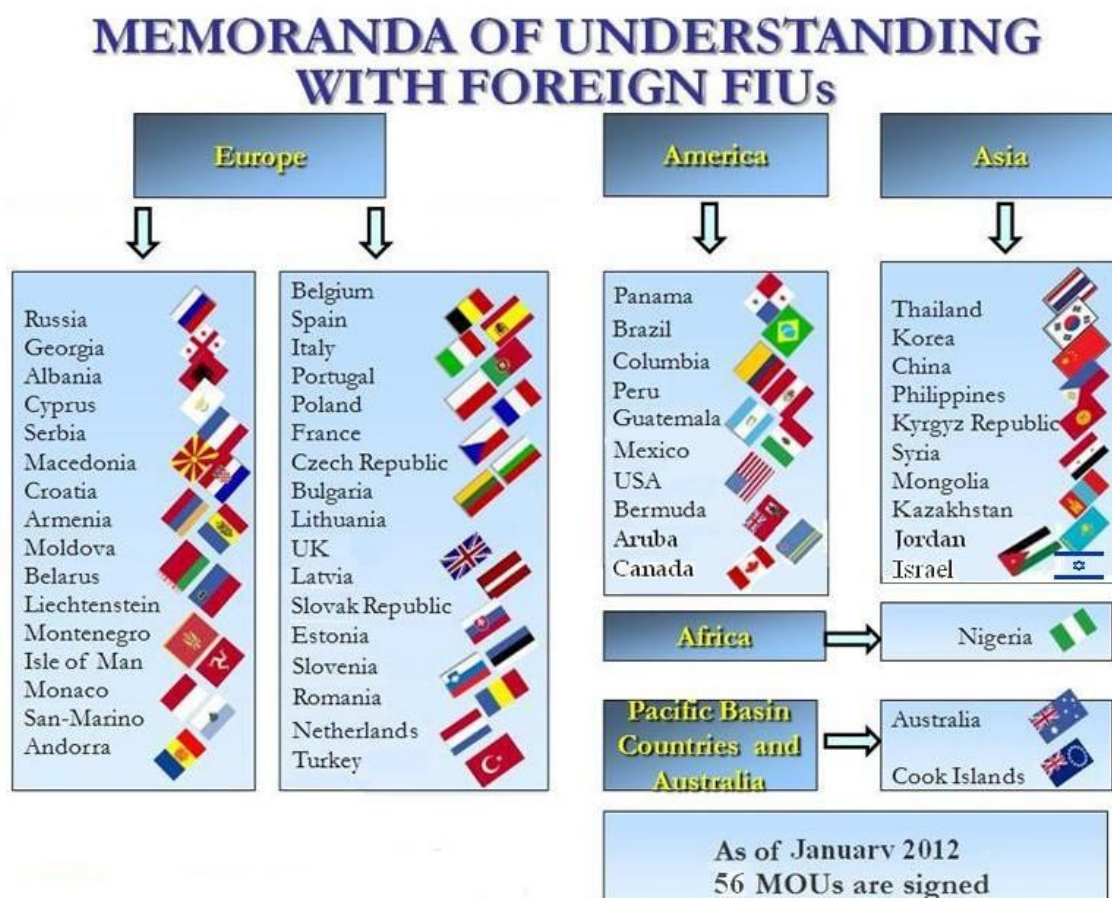 MEMORANDA OF UNDERSTANDING
WITH FOREIGN FIUs
Europe
Russia
Georgia
Albania
Cyprus
Serbia
Macedonia
Croatia
Armenia
Moldova
Belarus
Liechtenstein
Montenegro
Isle of Man
Monaco
San-Marino
Andorra
Belgium
Spain
Italy
Portugal
Poland
France
Czech Republic
Bulgaria
Lithuania
UK
Latvia
Slovak Republic
Estonia
Slovenia
Romania
Netherlands
Turkey
America
Panama
Brazil
Columbia
Peru
Guatemala
Mexico
USA
Bermuda
Aruba
Canada
Asia
Thailand
Korea
China
Philippines
Kyrgyz Republic
Syria
Mongolia
Kazakhstan
Jordan
Israel
Africa
Nigeria
Pacific Basin
Countries and
Australia
Australia
Cook Islands
As of January 2012
56 MOUs are signed